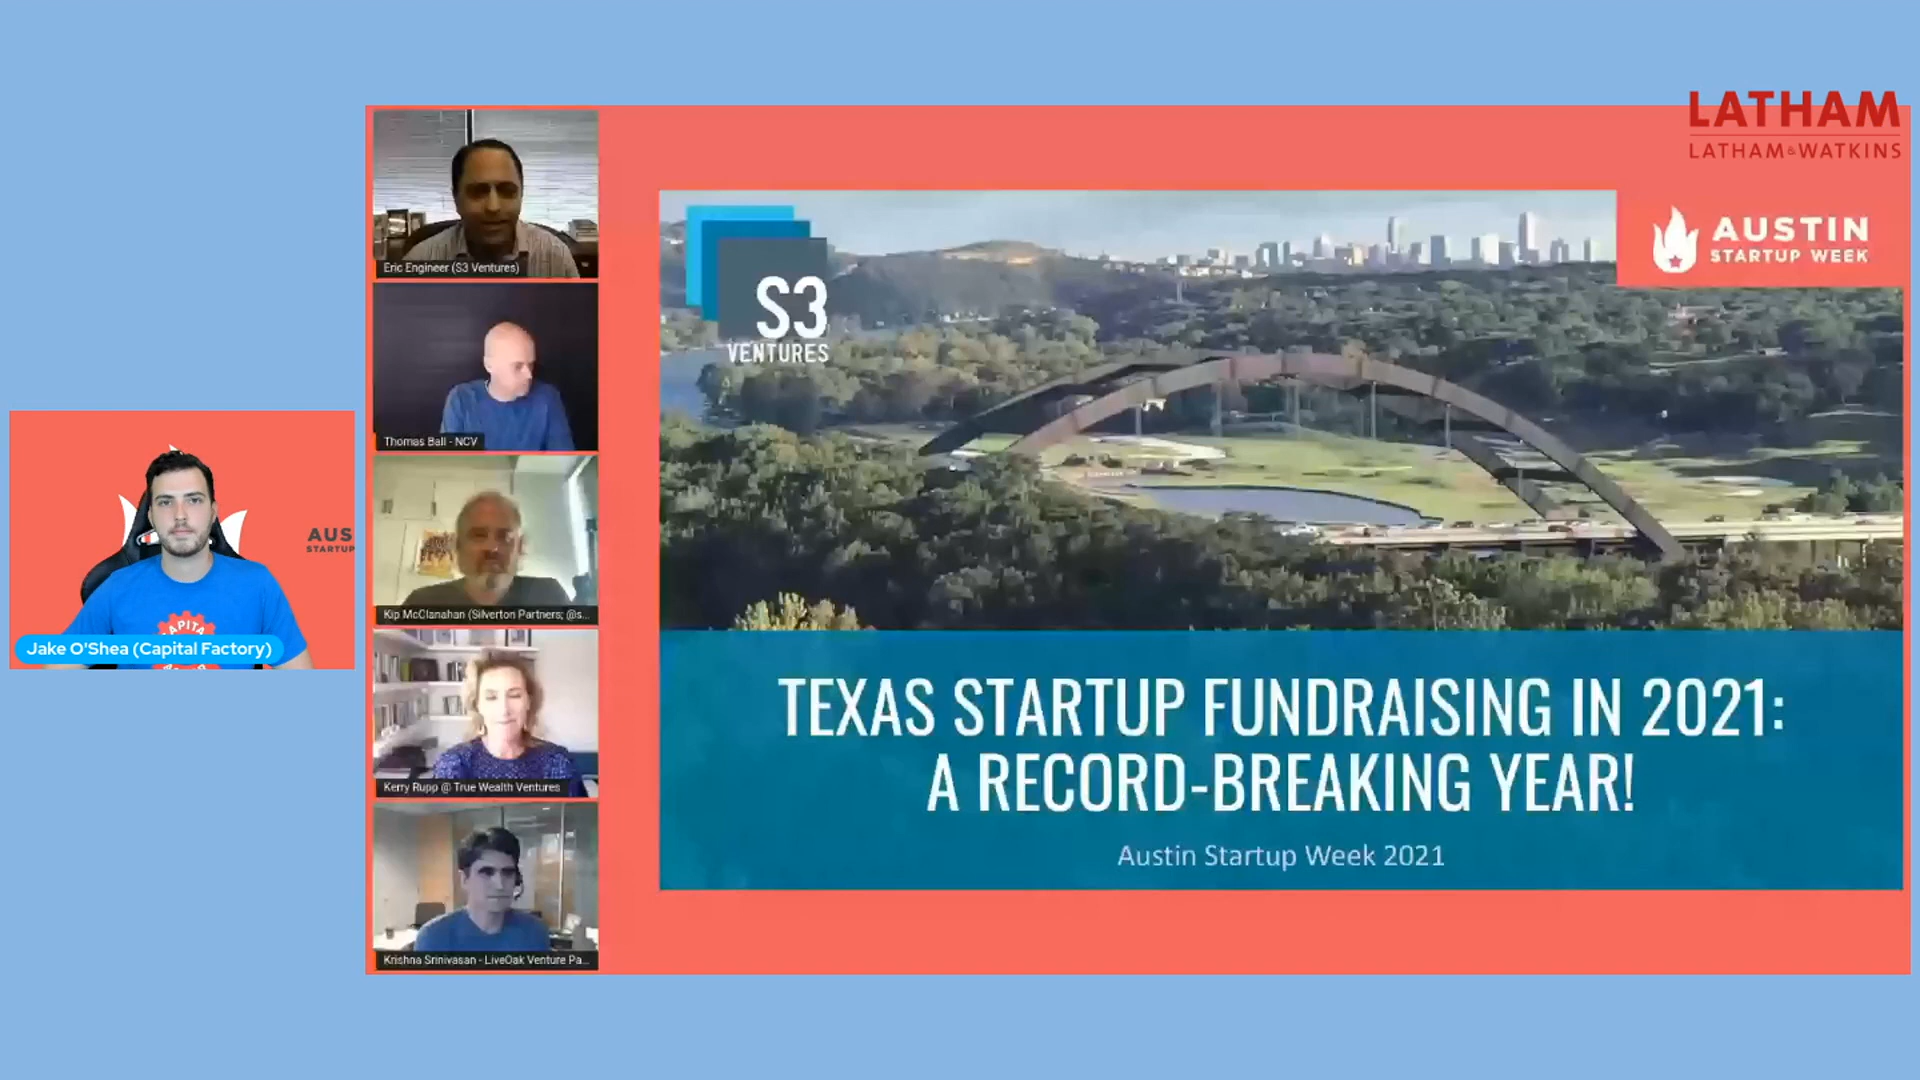 LATHAM
LATHAM&WATKINS
AUSTIN
STARTUP WEEK
S3
VENTURES
Eric Engineer (S3 Ventures)
Thomas Ball - NCV
Kip McClanahan (Silverton Partners; @s...
Kerry Rupp @ True Wealth Ventures
Krishna Srinivasan - LiveOak Venture Pa...
AUS
STARTUP
CAPITA
Jake O'Shea (Capital Factory)
TEXAS STARTUP FUNDRAISING IN 2021:
A RECORD-BREAKING YEAR!
Austin Startup Week 2021